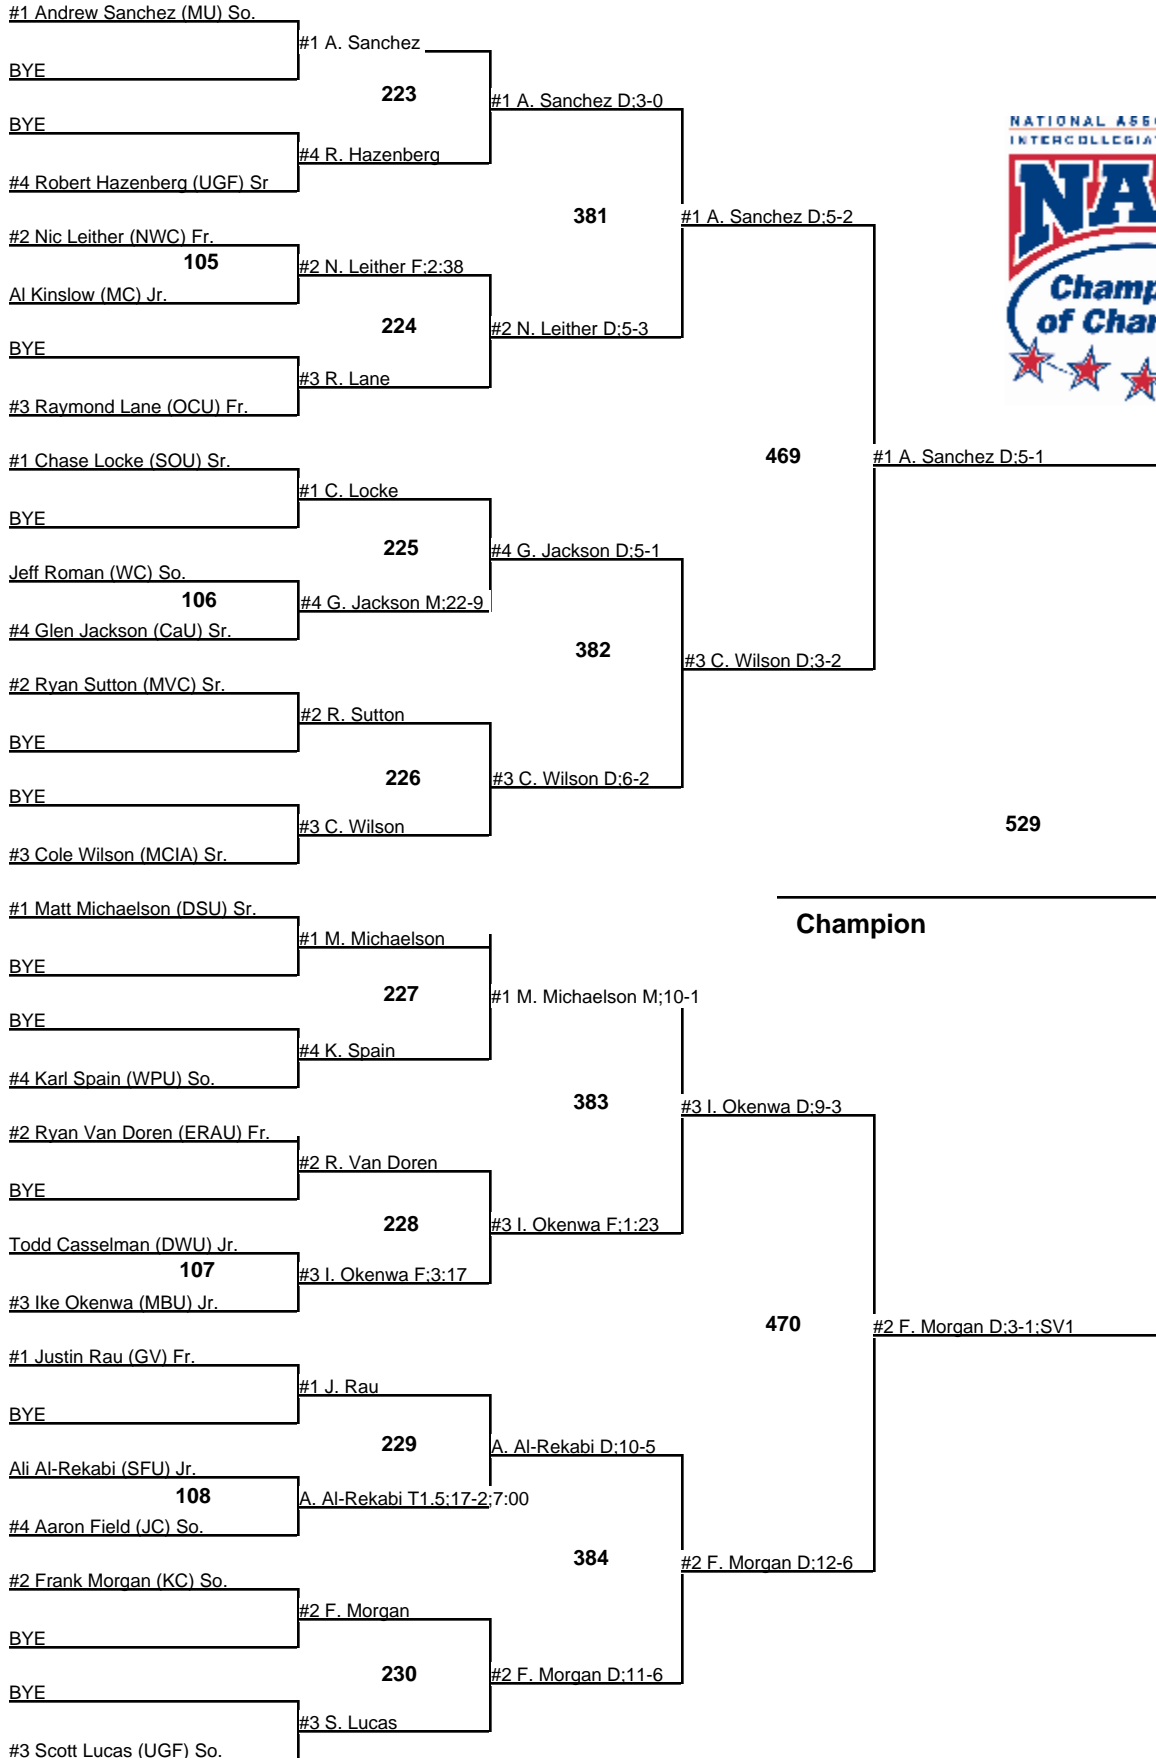 #1 Andrew Sanchez (MU) So.
#1 A. Sanchez
BYE
223
#1 A. Sanchez D;3-0
BYE
#4 R. Hazenberg
#4 Robert Hazenberg (UGF) Sr
381
#1 A. Sanchez D;5-2
#2 Nic Leither (NWC) Fr.
105
#2 N. Leither F;2:38
Al Kinslow (MC) Jr.
224
#2 N. Leither D;5-3
BYE
#3 R. Lane
#3 Raymond Lane (OCU) Fr.
NATIONAL ASS
INTERCOLLEGIA
NA
Champ
of Char
469
#1 A. Sanchez D;5-1
#1 Chase Locke (SOU) Sr.
#1 C. Locke
BYE
225
#4 G. Jackson D;5-1
Jeff Roman (WC) So.
106
#4 G. Jackson M;22-9
#4 Glen Jackson (CaU) Sr.
382
#3 C. Wilson D;3-2
#2 Ryan Sutton (MVC) Sr.
#2 R. Sutton
BYE
226
#3 C. Wilson D;6-2
BYE
#3 C. Wilson
#3 Cole Wilson (MCIA) Sr.
529
Champion
#1 Matt Michaelson (DSU) Sr.
#1 M. Michaelson
BYE
227
#1 M. Michaelson M;10-1
BYE
#4 K. Spain
#4 Karl Spain (WPU) So.
383
#3 I. Okenwa D;9-3
#2 Ryan Van Doren (ERAU) Fr.
#2 R. Van Doren
BYE
228
#3 I. Okenwa F;1:23
Todd Casselman (DWU) Jr.
107
#3 I. Okenwa F;3:17
#3 Ike Okenwa (MBU) Jr.
470
#2 F. Morgan D;3-1;SV1
#1 Justin Rau (GV) Fr.
#1 J. Rau
BYE
229
A. Al-Rekabi D;10-5
Ali Al-Rekabi (SFU) Jr.
108
A. Al-Rekabi T1.5;17-2;7:00
#4 Aaron Field (JC) So.
384
#2 F. Morgan D;12-6
#2 Frank Morgan (KC) So.
#2 F. Morgan
BYE
230
#2 F. Morgan D;11-6
BYE
#3 S. Lucas
#3 Scott Lucas (UGF) So.